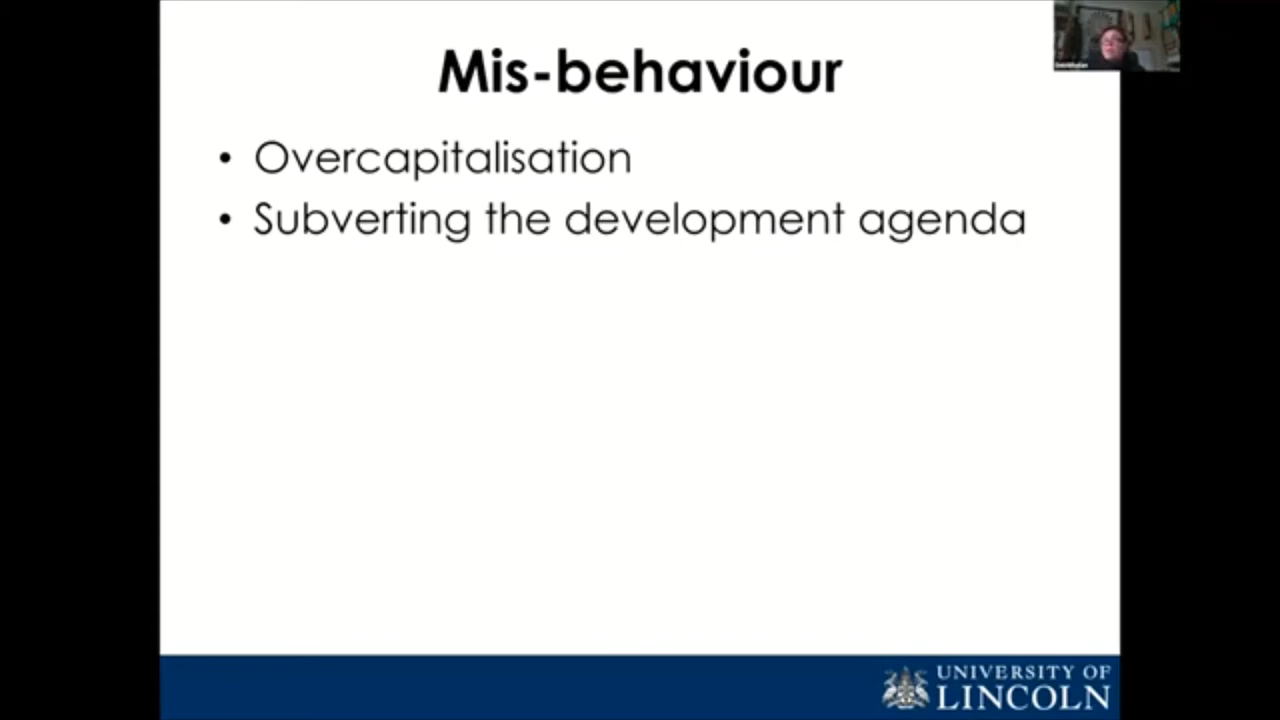 Mis-behaviour
• Overcapitalisation
• Subverting the development agenda
UNIVERSITY OF
LINCOLN